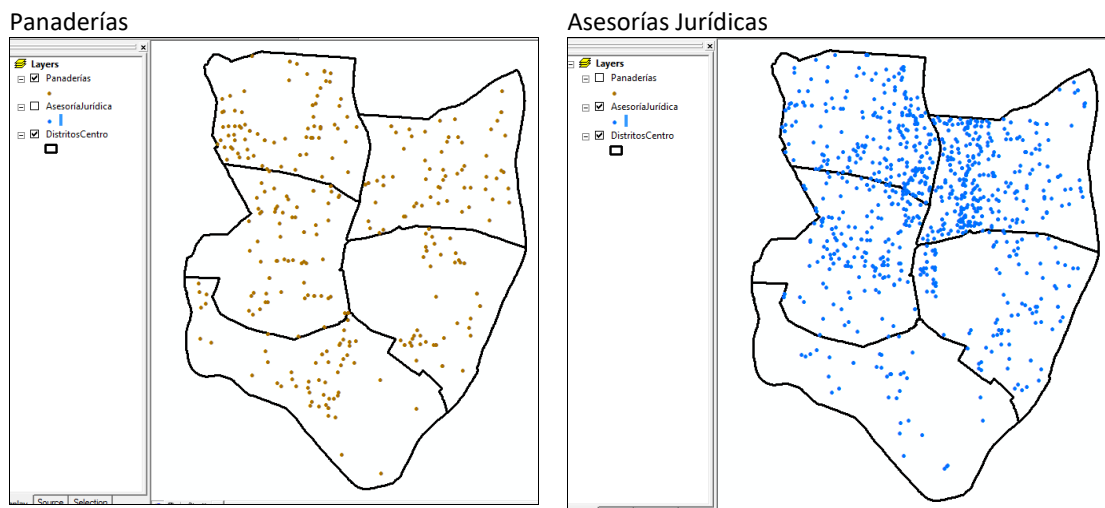 Panaderías
Asesorías Jurídicas
Layers
Panaderías
AsesoríaJurídica
DistritosCentro
Source
Selection
Layers
Panaderías
AsesoríaJurídica
DistritosCentro